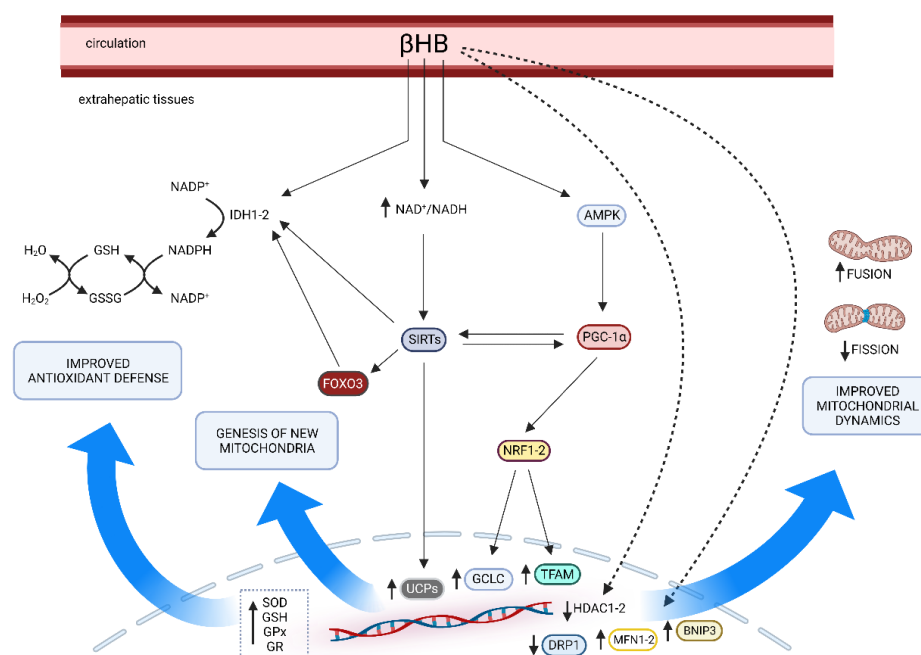 circulation
βHB
extrahepatic tissues
NADP⁺
IDH1-2
NAD⁺/NADH
AMPK
H₂O
GSH
NADPH
H₂O₂
GSSG
NADP⁺
FUSION
FISSION
SIRTs
PGC-1α
IMPROVED
ANTIOXIDANT DEFENSE
FOXO3
IMPROVED
MITOCHONDRIAL
DYNAMICS
GENESIS OF NEW
MITOCHONDRIA
NRF1-2
UCPs
GCLC
TFAM
SOD
GSH
GPx
GR
HDAC1-2
DRP1
MFN1-2
BNIP3